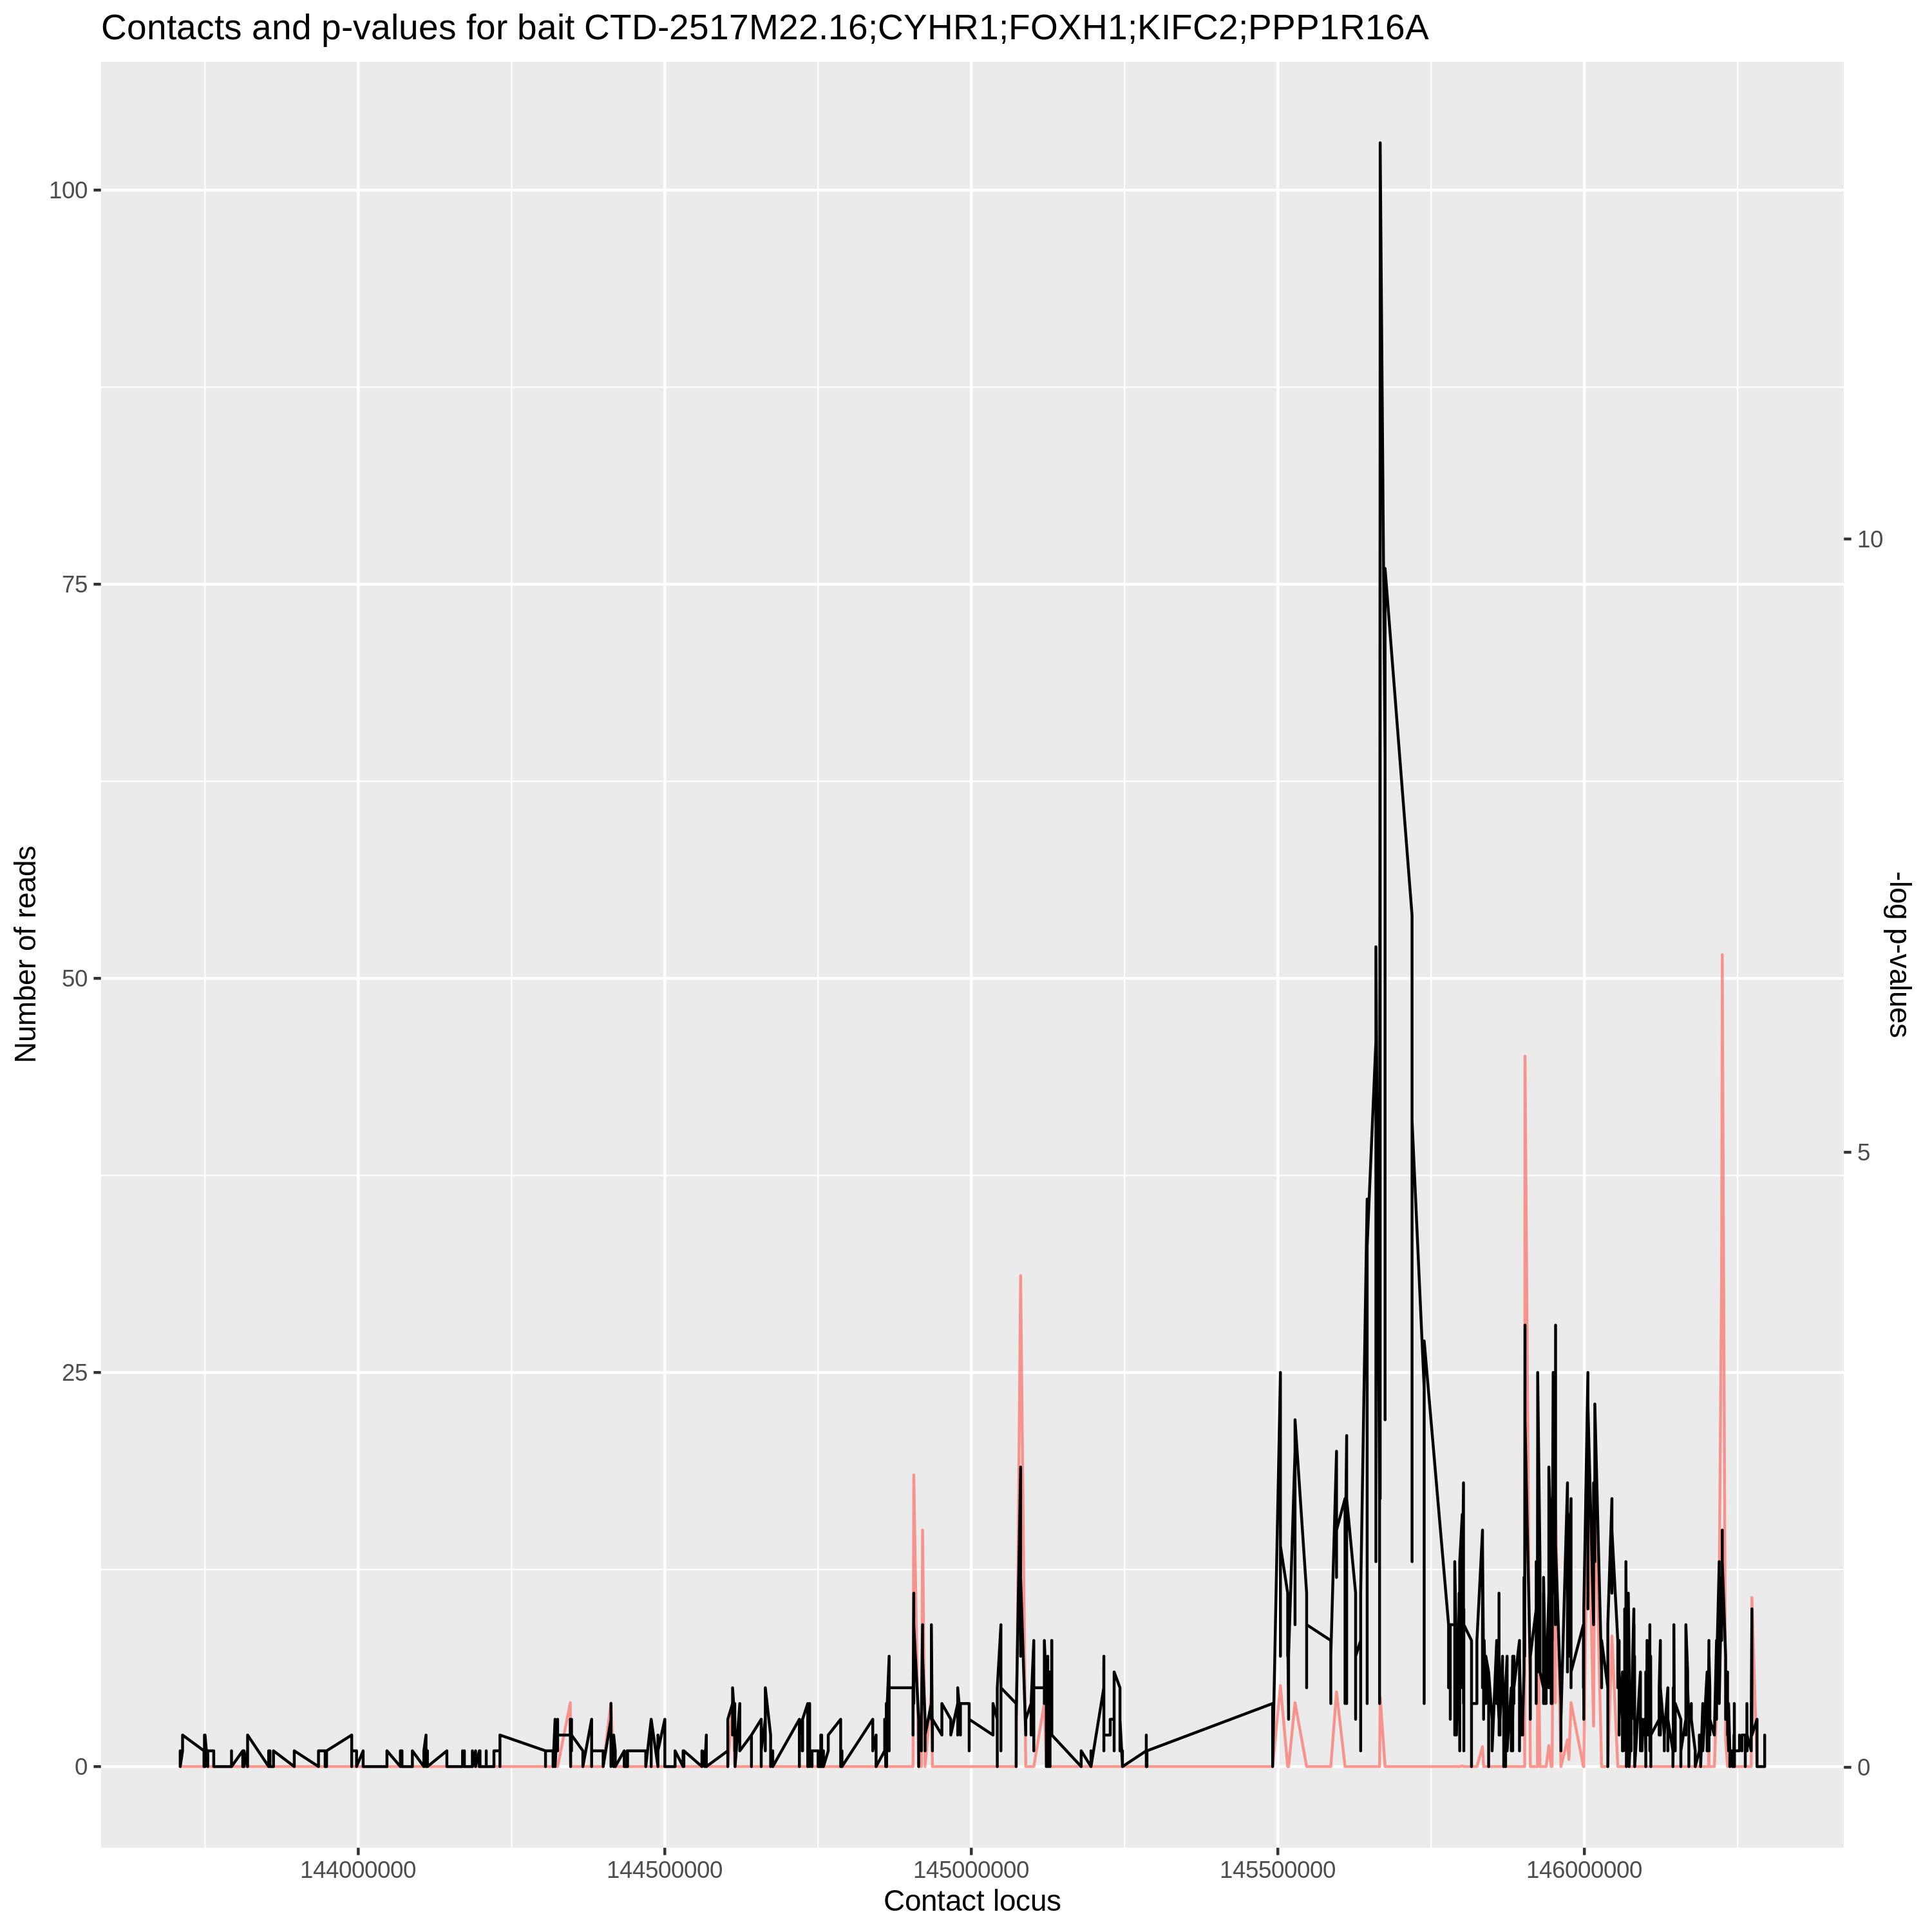 Contacts and p-values for bait CTD-2517M22.16;CYHR1;FOXH1;KIFC2;PPP1R16A
Number of reads
100
75
50
25
0
10
5
0
-log p-values
144000000 144500000 145000000 145500000 146000000
Contact locus